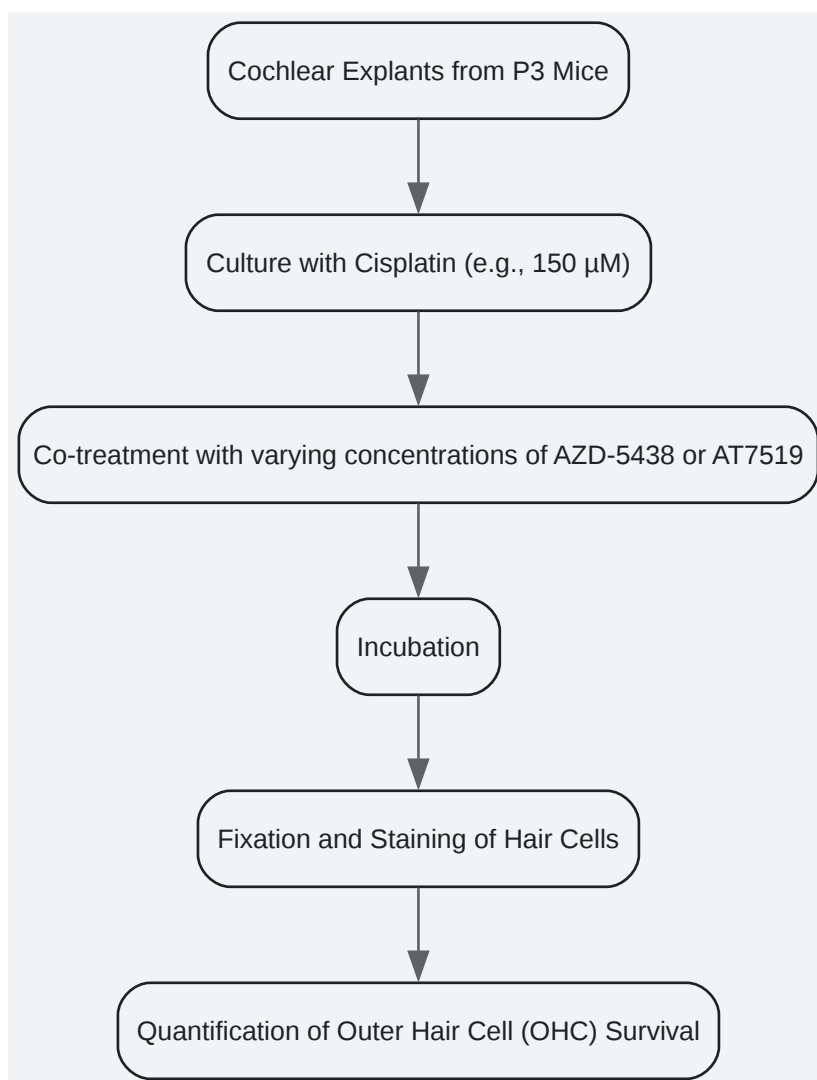 Cochlear Explants from P3 Mice
Culture with Cisplatin (e.g., 150 µM)
Co-treatment with varying concentrations of AZD-5438 or AT7519
Incubation
Fixation and Staining of Hair Cells
Quantification of Outer Hair Cell (OHC) Survival